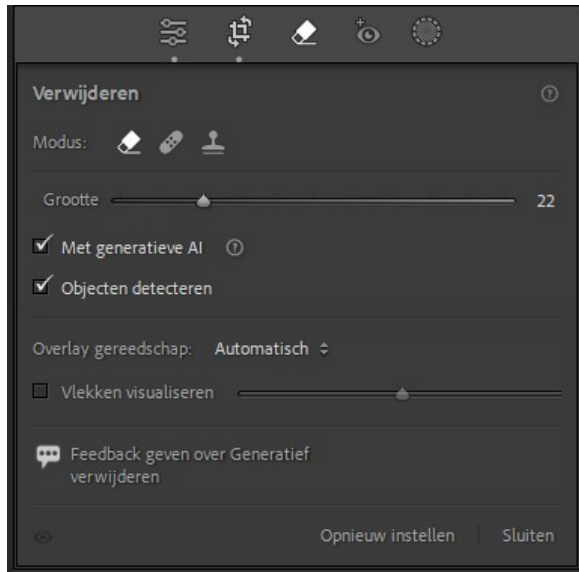 Verwijderen
Modus:
Grootte 22
Met generatieve AI
Objecten detecteren
Overlay gereedschap: Automatisch
Vlekken visualiseren
Feedback geven over Generatief
verwijderen
Opnieuw instellen Sluiten